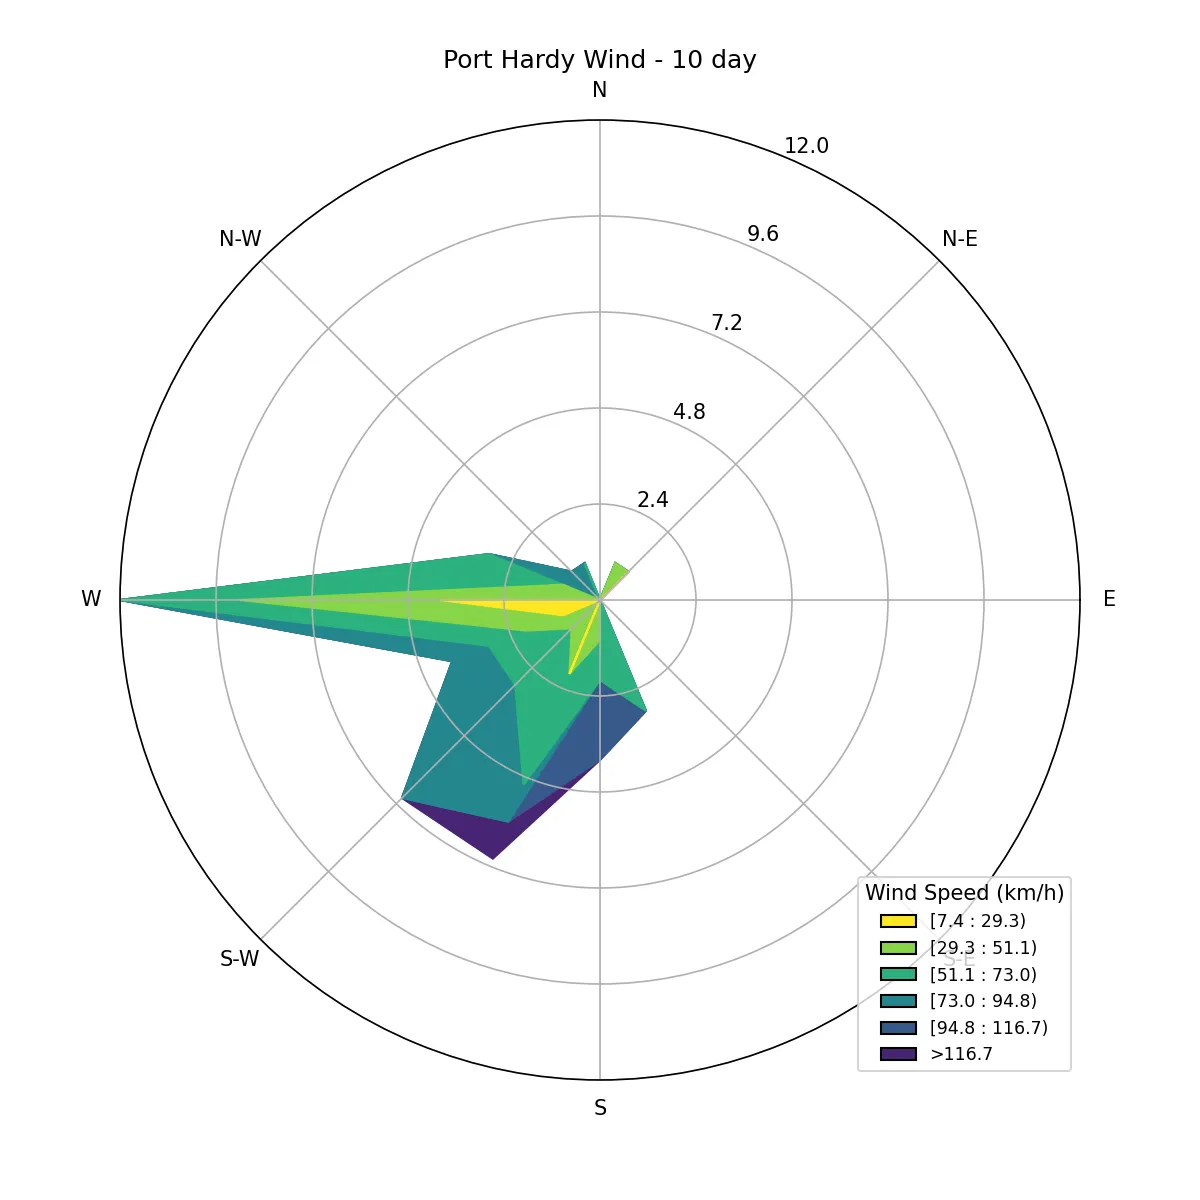 Port Hardy Wind - 10 day
N
12.0
9.6
N-W
N-E
7.2
4.8
2.4
W
E
Wind Speed (km/h)
[7.4 : 29.3)
[29.3 : 51.1)
S-W
S-E
[51.1 : 73.0)
[73.0 : 94.8)
[94.8 : 116.7)
>116.7
S